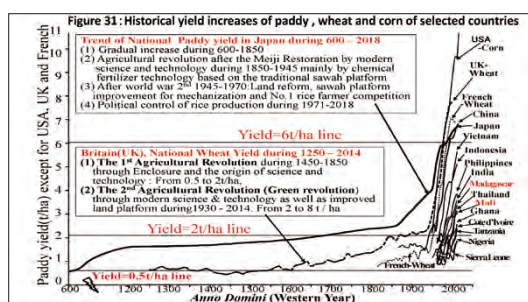 Figure 31 : Historical yield increases of paddy , wheat and corn of selected countries
Trend of National Paddy yield in Japan during 600 – 2018
(1) Gradual increase during 600-1850
(2) Agricultural revolution after the Meiji Restoration by modern
science and technology during 1850-1945 mainly by chemical
fertilizer technology based on the traditional sawah platform
(3) After world war 2nd 1945-1970:Land reform, sawah platform
improvement for mechanization and No.1 rice farmer competition
(4) Political control of rice production during 1971-2018
Yield=6t/ha line
Britain(UK), National Wheat Yield during 1250 – 2014
(1) The 1st Agricultural Revolution during 1450-1850
through Enclosure and the origin of science and
technology : From 0.5 to 2t/ha,
(2) The 2nd Agricultural Revolution (Green revolution)
through modern science & technology as well as improved
land platform during1930 - 2014. From 2 to 8 t / ha
Yield=2t/ha line
Yield=0.5t/ha line
USA
-Corn
UK-
Wheat
French
Wheat
China
Japan
Vietnam
Indonesia
Philippines
India
Madagascar
Thailand
Mali
Ghana
Coted'Ivoire
Tanzania
Nigeria
SierraLeone
French-Wheat
Paddy yield(t/ha) except for USA, UK and French
11
10
9
8
7
6
5
4
3
2
1
0
600 1200 1300 1400 1500 1600 1700 1800 1900 2000
Anno Domini (Western Year)